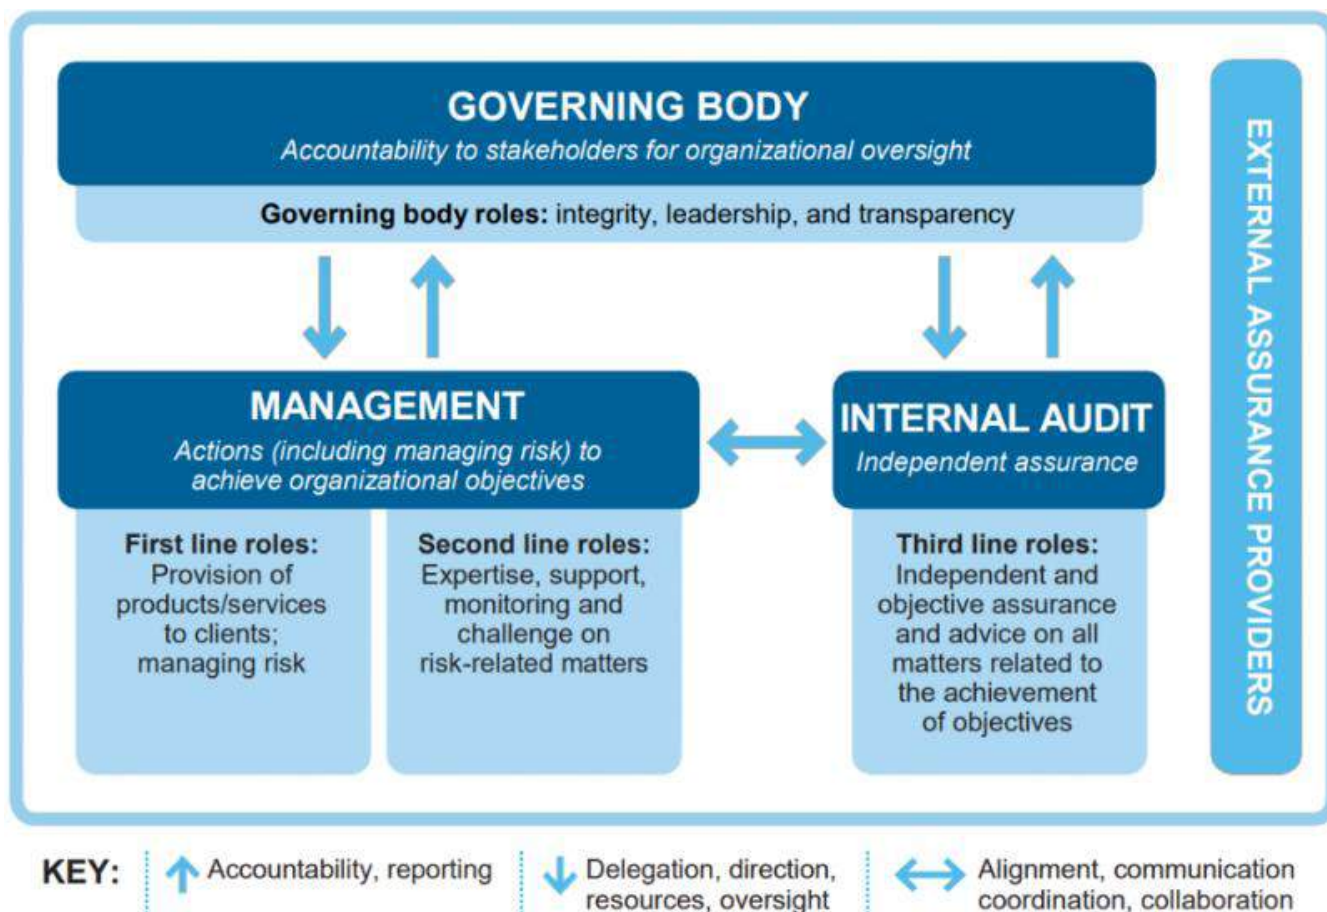 GOVERNING BODY
Accountability to stakeholders for organizational oversight
Governing body roles: integrity, leadership, and transparency
MANAGEMENT
Actions (including managing risk) to
achieve organizational objectives
First line roles:
Provision of
products/services
to clients;
managing risk
Second line roles:
Expertise, support,
monitoring and
challenge on
risk-related matters
INTERNAL AUDIT
Independent assurance
Third line roles:
Independent and
objective assurance
and advice on all
matters related to
the achievement
of objectives
EXTERNAL ASSURANCE PROVIDERS
KEY:
Accountability, reporting
Delegation, direction,
resources, oversight
Alignment, communication
coordination, collaboration